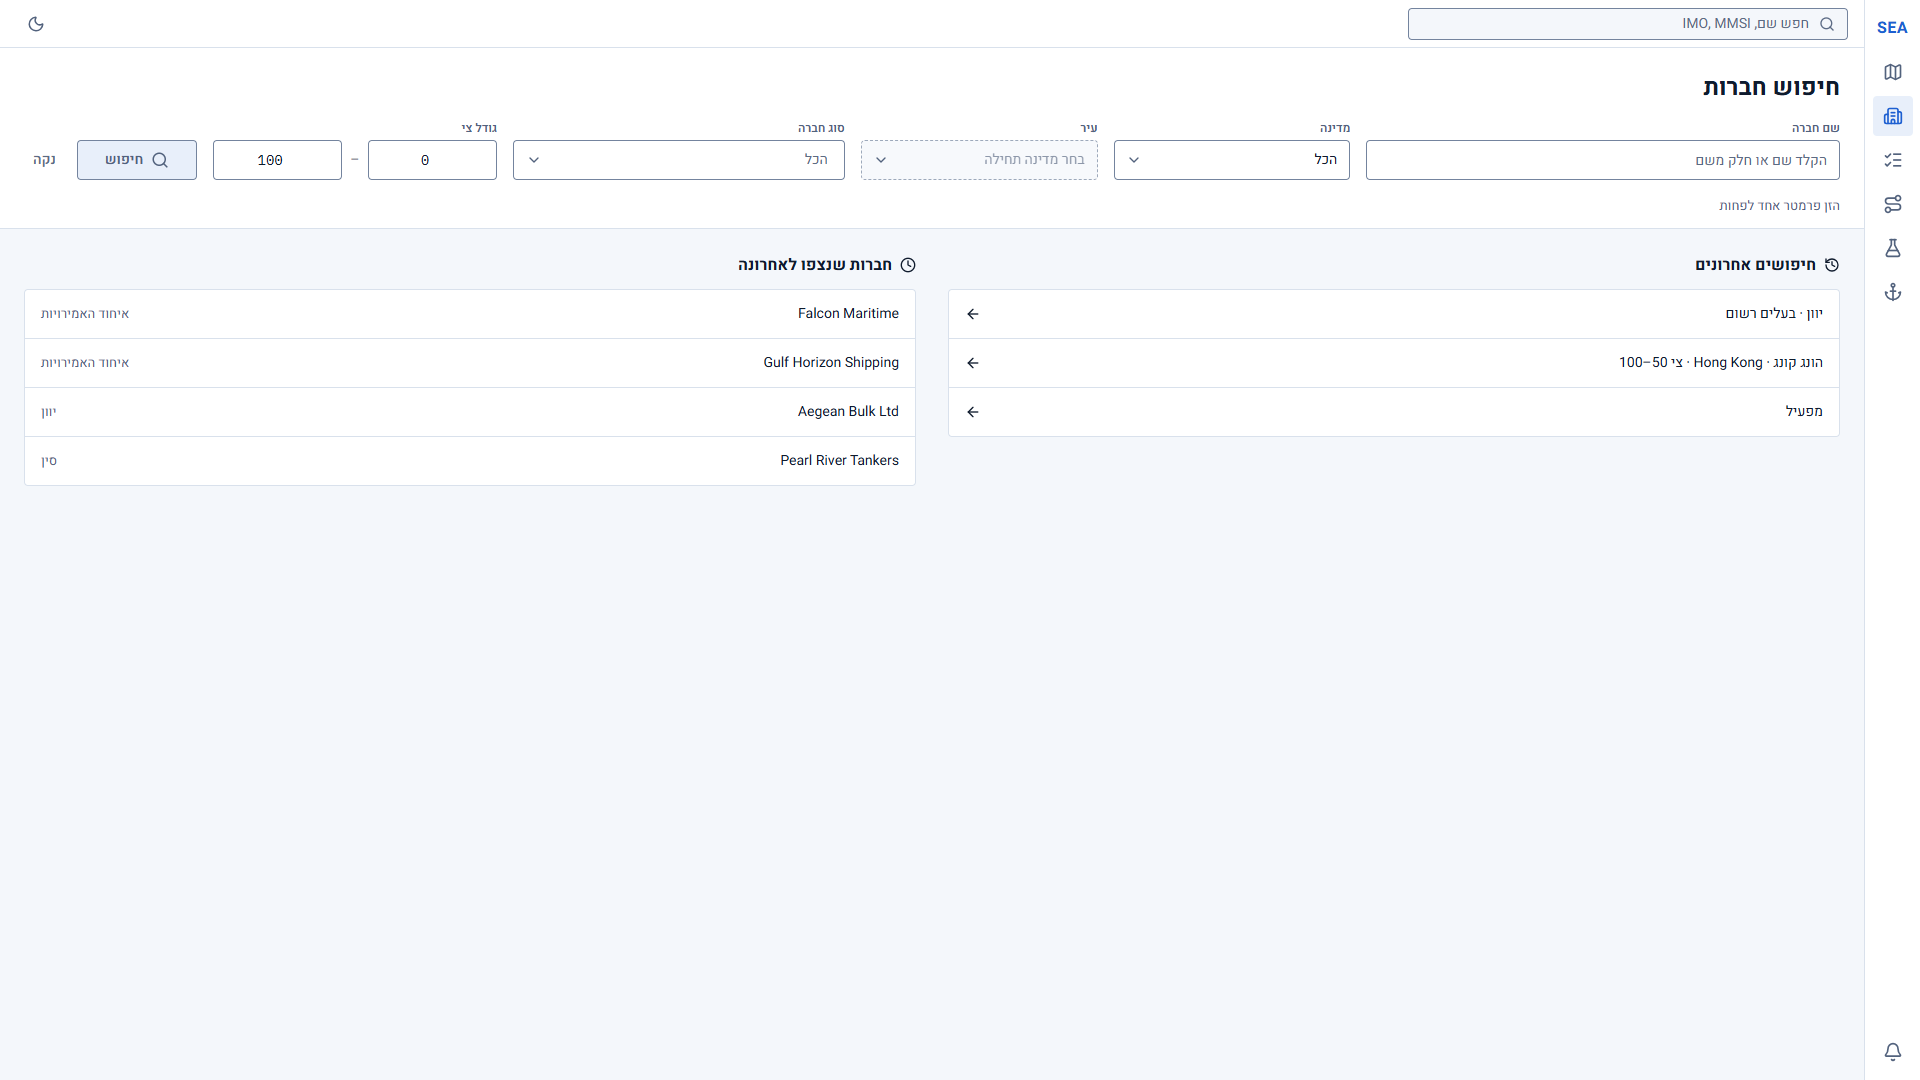 SEA
חפש שם, IMO, MMSI
חיפוש חברות
שם חברה
הקלד שם או חלק משם
מדינה
הכל
עיר
בחר מדינה תחילה
סוג חברה
הכל
גודל צי
0 – 100
חיפוש
נקה
הזן פרמטר אחד לפחות
חיפושים אחרונים
יוון · בעלים רשום
הונג קונג · Hong Kong · צי 50–100
מפעיל
חברות שנצפו לאחרונה
Falcon Maritime איחוד האמירויות
Gulf Horizon Shipping איחוד האמירויות
Aegean Bulk Ltd יוון
Pearl River Tankers סין